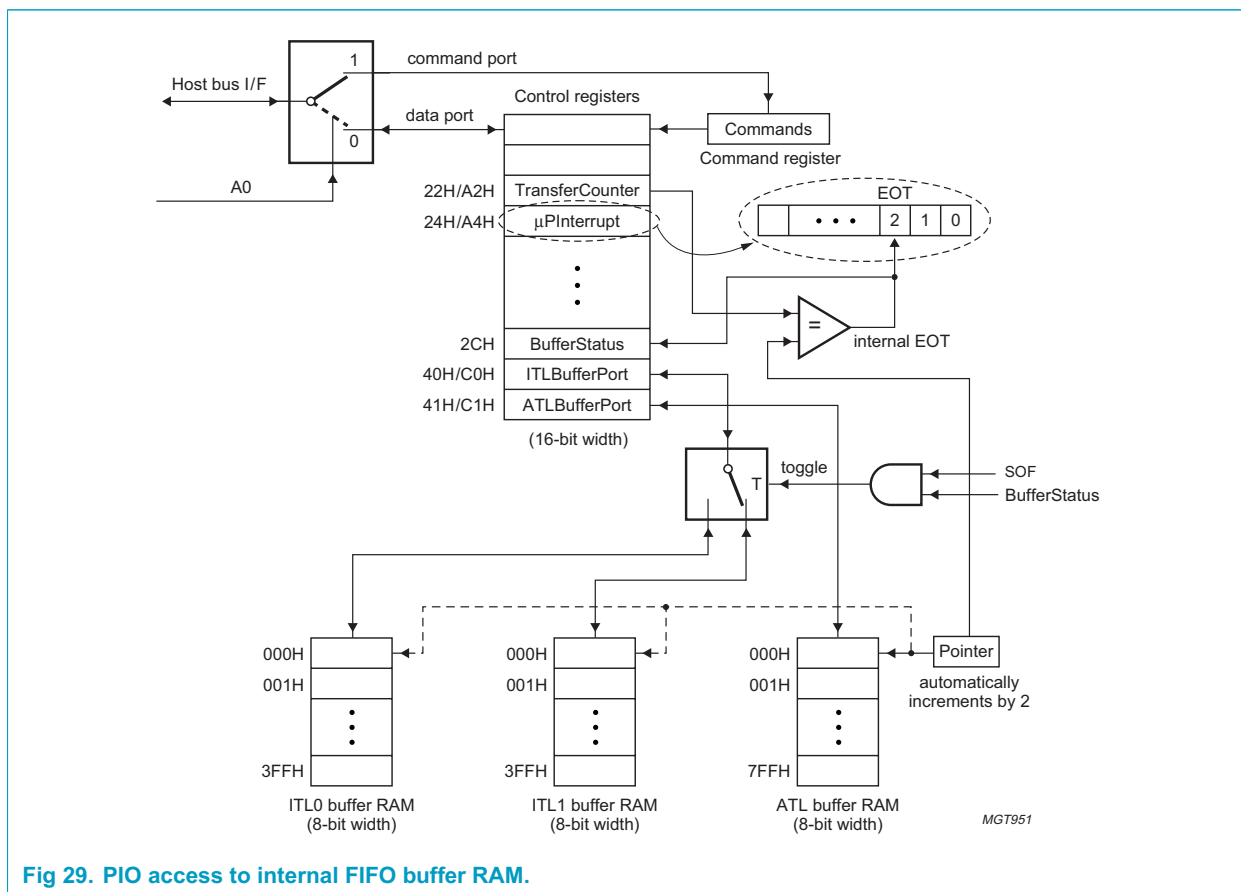 1
command port
Host bus I/F
Control registers
data port
0
Commands
Command register
A0
EOT
22H/A2H TransferCounter
2 1 0
24H/A4H µPInterrupt
=
internal EOT
2CH BufferStatus
40H/C0H ITLBufferPort
41H/C1H ATLBufferPort
(16-bit width)
T toggle
SOF
BufferStatus
000H 000H 000H Pointer
001H 001H 001H automatically
increments by 2
3FFH 3FFH 7FFH
ITL0 buffer RAM ITL1 buffer RAM ATL buffer RAM
(8-bit width) (8-bit width) (8-bit width)
MGT951
Fig 29. PIO access to internal FIFO buffer RAM.